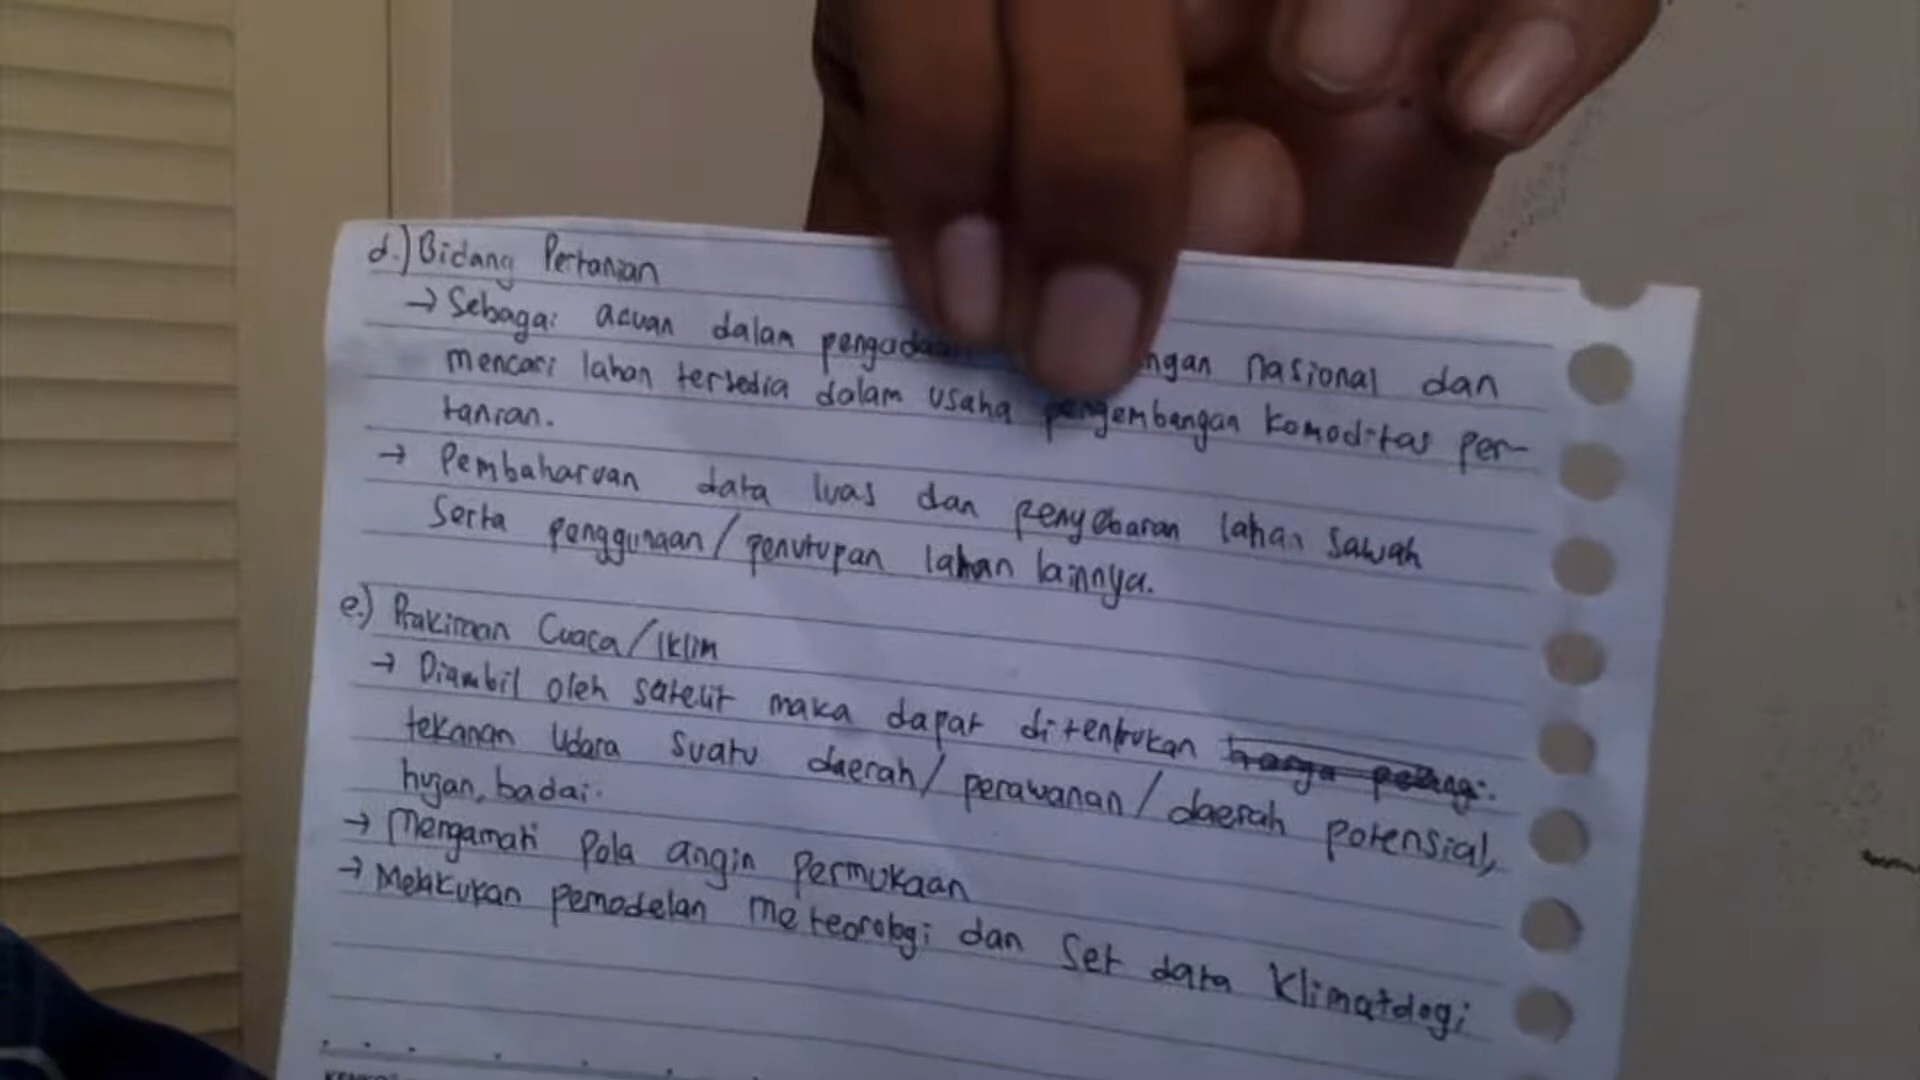 d.) Bidang Pertanian
→ Sebagai acuan dalam pengadaan ngan nasional dan
mencari lahan tersedia dalam usaha pengembangan komoditas per-
tanian.
→ Pembaharuan data luas dan penyebaran lahan sawah
Serta penggunaan/penutupan lahan lainnya.
e.) Prakiraan Cuaca/Iklim
→ Diambil oleh satelit maka dapat ditentukan
tekanan Udara Suatu daerah/perawanan/daerah potensial,
hujan, badai.
→ Mengamati Pola angin Permukaan
→ Melakukan pemodelan meteorologi dan Set data Klimatologi